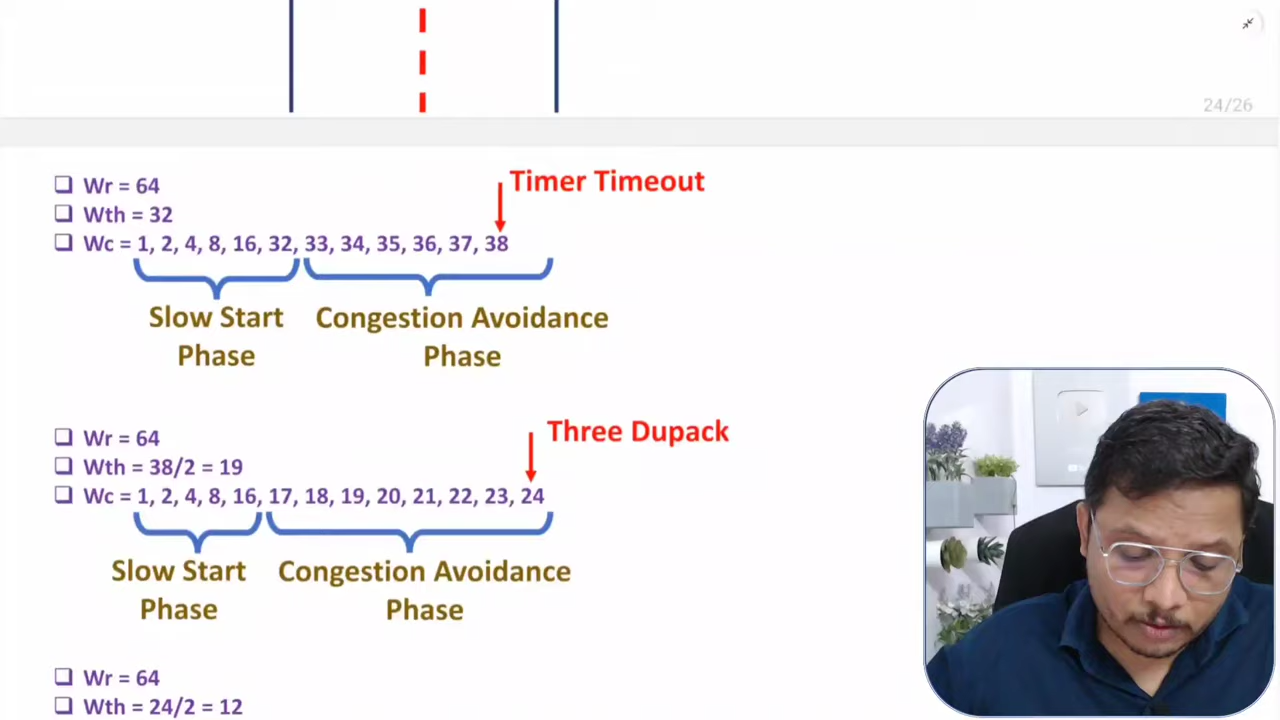 24/26
Wr = 64
Timer Timeout
Wth = 32
Wc = 1, 2, 4, 8, 16, 32, 33, 34, 35, 36, 37, 38
Slow Start Phase
Congestion Avoidance Phase
Three Dupack
Wr = 64
Wth = 38/2 = 19
Wc = 1, 2, 4, 8, 16, 17, 18, 19, 20, 21, 22, 23, 24
Slow Start Phase
Congestion Avoidance Phase
Wr = 64
Wth = 24/2 = 12